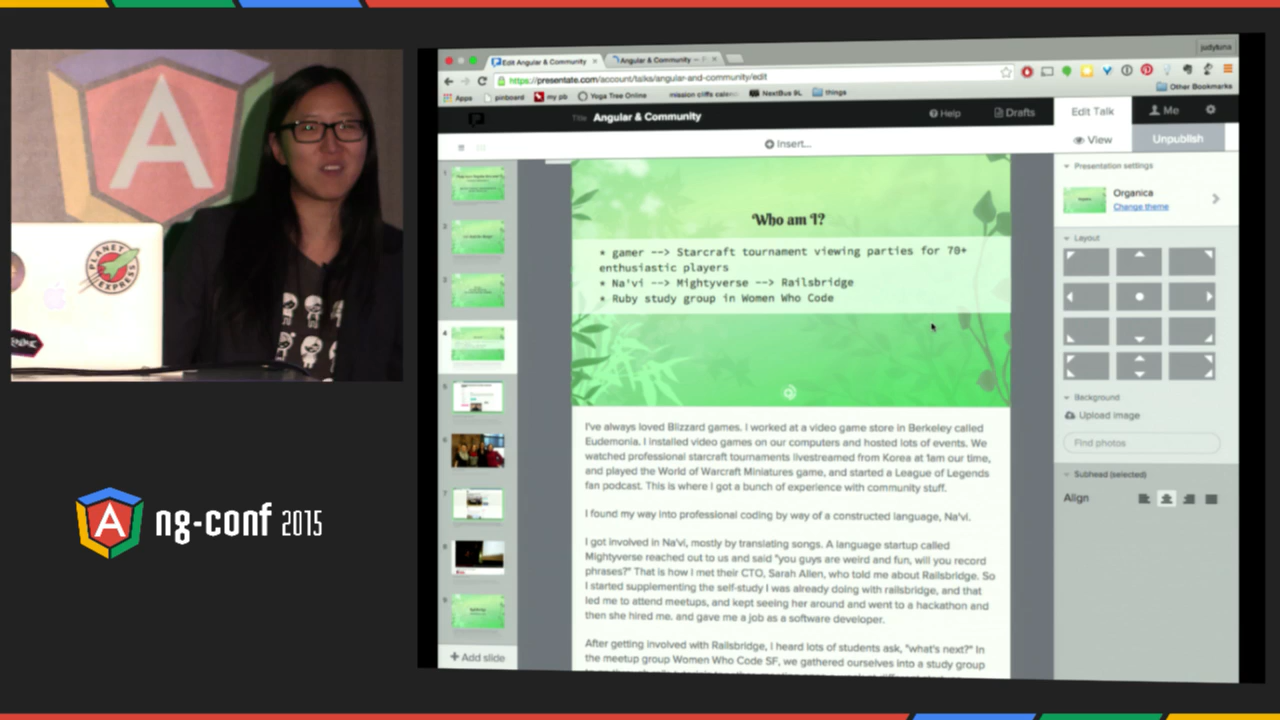 A
PLANET
EXPRESS
A
ng-conf 2015
judytuna
Edit Angular & Community
Angular & Community
https://presentate.com/account/talks/angular-and-community/edit
Apps
pinboard
my pb
Yoga Tree Online
mission cliffs
NextBus 9L
things
Other Bookmarks
Title Angular & Community
Help
Drafts
Edit Talk
Me
Insert...
View
Unpublish
1
2
3
4
5
6
7
8
9
Add slide
Who am I?
* gamer --> Starcraft tournament viewing parties for 70+
enthusiastic players
* Na'vi --> Mightyverse --> Railsbridge
* Ruby study group in Women Who Code
I've always loved Blizzard games. I worked at a video game store in Berkeley called
Eudemonia. I installed video games on our computers and hosted lots of events. We
watched professional starcraft tournaments livestreamed from Korea at 1am our time,
and played the World of Warcraft Miniatures game, and started a League of Legends
fan podcast. This is where I got a bunch of experience with community stuff.
I found my way into professional coding by way of a constructed language, Na'vi.
I got involved in Na'vi, mostly by translating songs. A language startup called
Mightyverse reached out to us and said "you guys are weird and fun, will you record
phrases?" That is how I met their CTO, Sarah Allen, who told me about Railsbridge. So
I started supplementing the self-study I was already doing with railsbridge, and that
led me to attend meetups, and kept seeing her around and went to a hackathon and
then she hired me. and gave me a job as a software developer.
After getting involved with Railsbridge, I heard lots of students ask, "what's next?" In
the meetup group Women Who Code SF, we gathered ourselves into a study group
Presentation settings
Organica
Change theme
Layout
Background
Upload image
Find photos
Subhead (selected)
Align